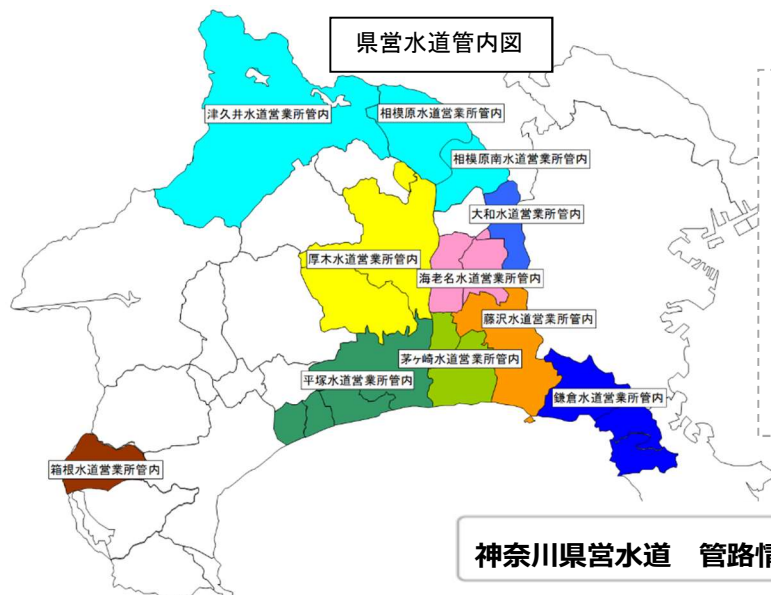 県営水道管内図
津久井水道営業所管内
相模原水道営業所管内
相模原南水道営業所管内
大和水道営業所管内
厚木水道営業所管内
海老名水道営業所管内
藤沢水道営業所管内
茅ヶ崎水道営業所管内
平塚水道営業所管内
鎌倉水道営業所管内
箱根水道営業所管内
神奈川県営水道　管路情